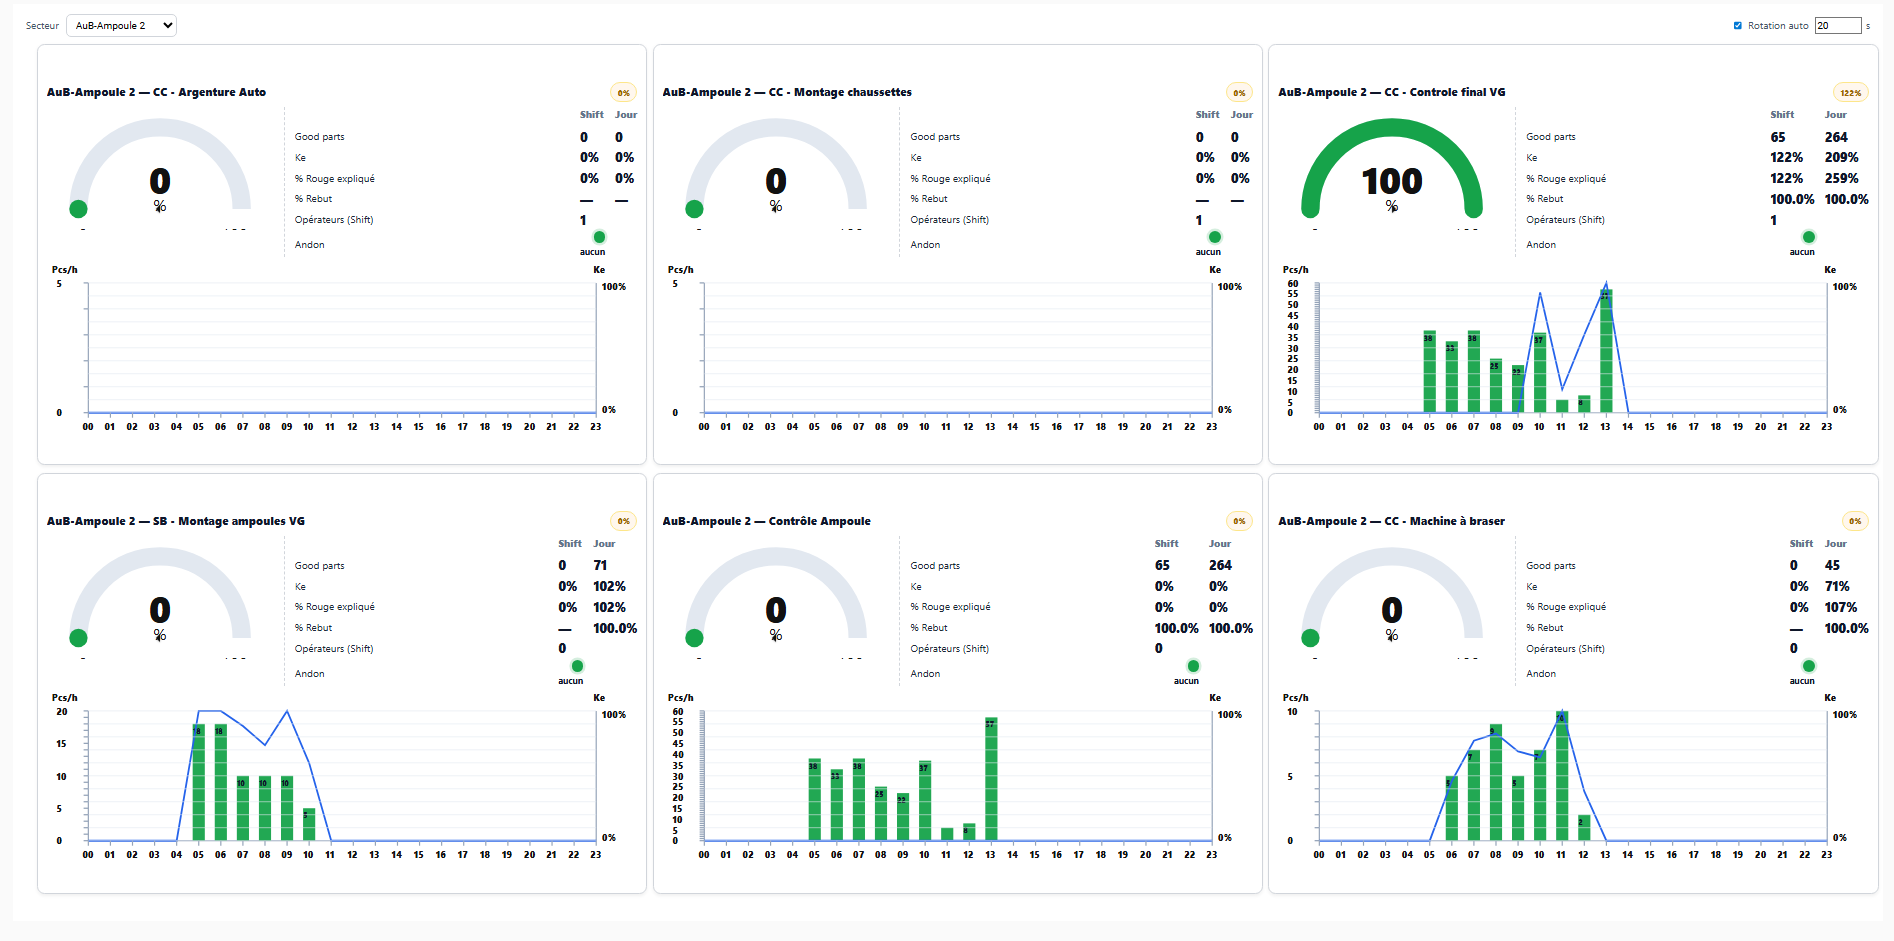 Secteur AuB-Ampoule 2 Rotation auto 20 s
AuB-Ampoule 2 — CC - Argenture Auto 0%
Shift Jour
Good parts 0 0
Ke 0% 0%
% Rouge expliqué 0% 0%
% Rebut — —
Opérateurs (Shift) 1
Andon aucun
0
%
Pcs/h Ke
5 100%
0 0%
00 01 02 03 04 05 06 07 08 09 10 11 12 13 14 15 16 17 18 19 20 21 22 23
AuB-Ampoule 2 — CC - Montage chaussettes 0%
Shift Jour
Good parts 0 0
Ke 0% 0%
% Rouge expliqué 0% 0%
% Rebut — —
Opérateurs (Shift) 1
Andon aucun
0
%
Pcs/h Ke
5 100%
0 0%
00 01 02 03 04 05 06 07 08 09 10 11 12 13 14 15 16 17 18 19 20 21 22 23
AuB-Ampoule 2 — CC - Controle final VG 122%
Shift Jour
Good parts 65 264
Ke 122% 209%
% Rouge expliqué 122% 259%
% Rebut 100.0% 100.0%
Opérateurs (Shift) 1
Andon aucun
100
%
Pcs/h Ke
60 100%
55
50
45
40
35
30
25
20
15
10
5
0 0%
38 33 38 25 22 37 8 57
00 01 02 03 04 05 06 07 08 09 10 11 12 13 14 15 16 17 18 19 20 21 22 23
AuB-Ampoule 2 — SB - Montage ampoules VG 0%
Shift Jour
Good parts 0 71
Ke 0% 102%
% Rouge expliqué 0% 102%
% Rebut — 100.0%
Opérateurs (Shift) 0
Andon aucun
0
%
Pcs/h Ke
20 100%
15
10
5
0 0%
18 18 10 10 10 5
00 01 02 03 04 05 06 07 08 09 10 11 12 13 14 15 16 17 18 19 20 21 22 23
AuB-Ampoule 2 — Contrôle Ampoule 0%
Shift Jour
Good parts 65 264
Ke 0% 0%
% Rouge expliqué 0% 0%
% Rebut 100.0% 100.0%
Opérateurs (Shift) 0
Andon aucun
0
%
Pcs/h Ke
60 100%
55
50
45
40
35
30
25
20
15
10
5
0 0%
38 33 38 25 22 37 8 57
00 01 02 03 04 05 06 07 08 09 10 11 12 13 14 15 16 17 18 19 20 21 22 23
AuB-Ampoule 2 — CC - Machine à braser 0%
Shift Jour
Good parts 0 45
Ke 0% 71%
% Rouge expliqué 0% 107%
% Rebut — 100.0%
Opérateurs (Shift) 0
Andon aucun
0
%
Pcs/h Ke
10 100%
5
0 0%
5 7 9 5 7 10 2
00 01 02 03 04 05 06 07 08 09 10 11 12 13 14 15 16 17 18 19 20 21 22 23